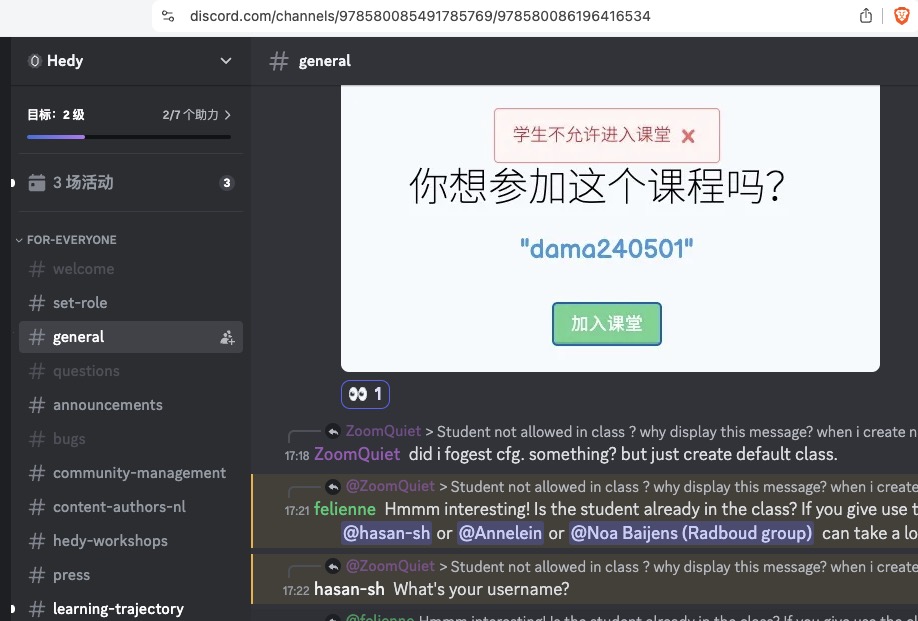 discord.com/channels/978580085491785769/978580086196416534
Hedy
general
目标：2 级
2/7 个助力
3 场活动
3
FOR-EVERYONE
welcome
set-role
general
questions
announcements
bugs
community-management
content-authors-nl
hedy-workshops
press
learning-trajectory
学生不允许进入课堂
你想参加这个课程吗？
"dama240501"
加入课堂
👀 1
ZoomQuiet > Student not allowed in class ? why display this message? when i create n
17:18 ZoomQuiet did i fogest cfg. something? but just create default class.
@ZoomQuiet > Student not allowed in class ? why display this message? when i create
17:21 felienne Hmmm interesting! Is the student already in the class? If you give use t
@hasan-sh or @Annelein or @Noa Baijens (Radboud group) can take a lo
@ZoomQuiet > Student not allowed in class ? why display this message? when i create
17:22 hasan-sh What's your username?
@felienne Hmmm interesting! Is the student already in the class? If you give use the cl